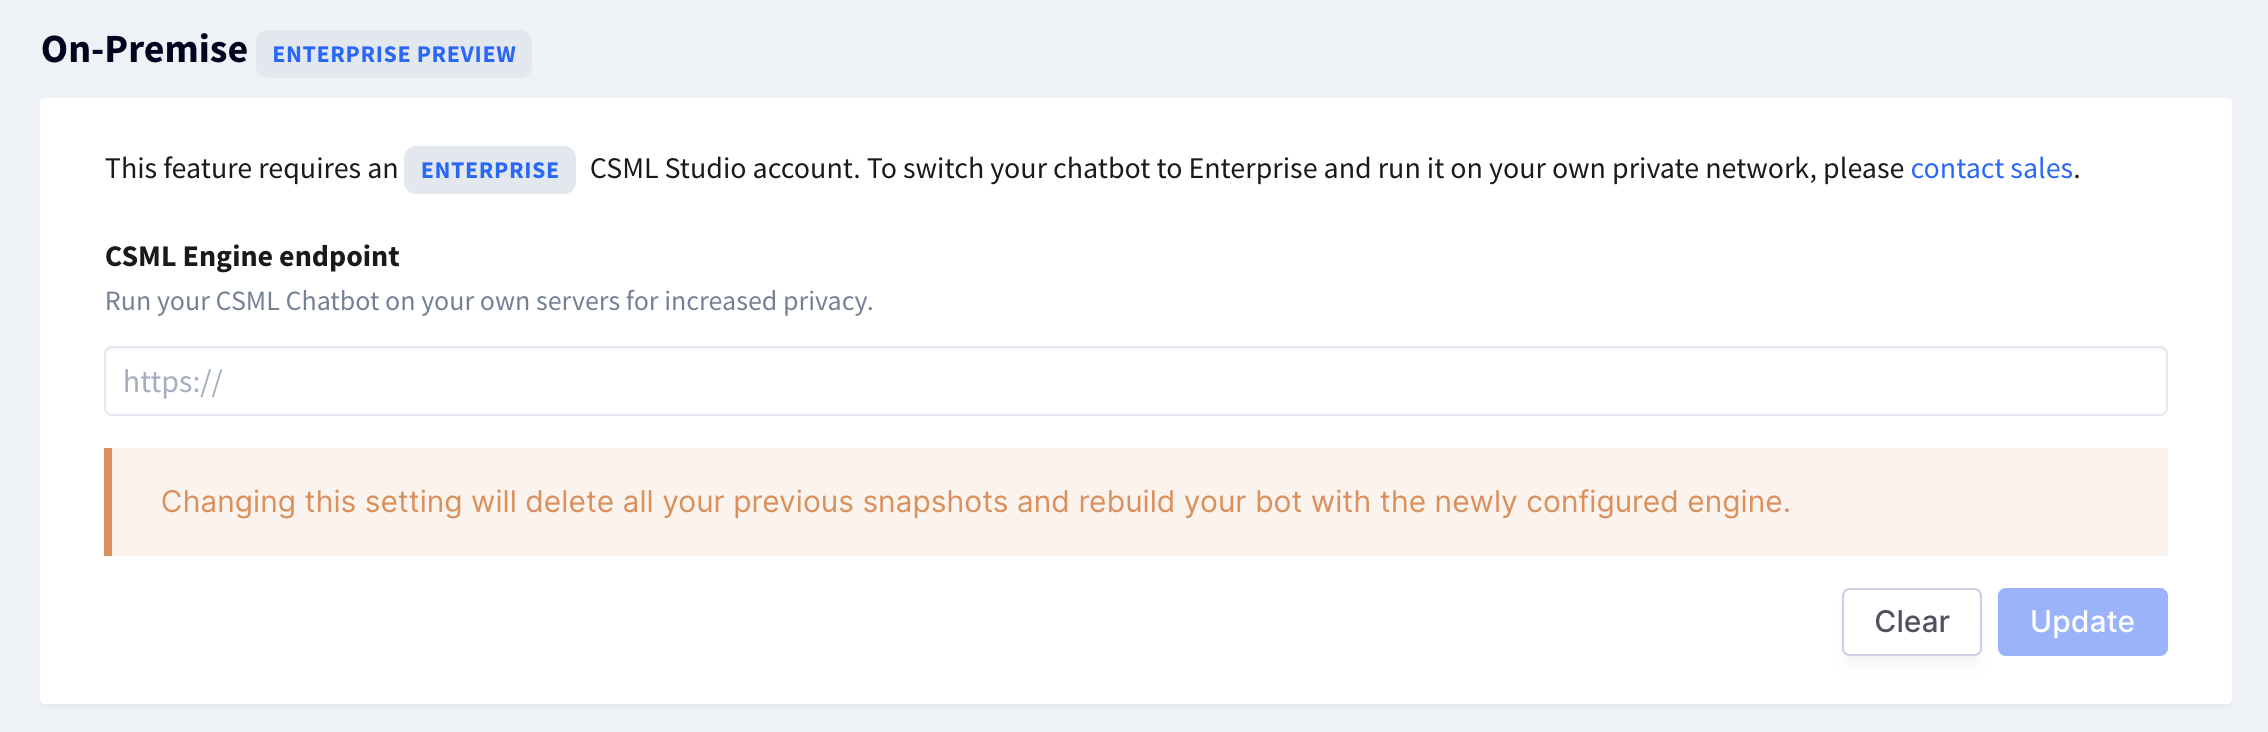 On-Premise ENTERPRISE PREVIEW
This feature requires an ENTERPRISE CSML Studio account. To switch your chatbot to Enterprise and run it on your own private network, please contact sales.
CSML Engine endpoint
Run your CSML Chatbot on your own servers for increased privacy.
https://
Changing this setting will delete all your previous snapshots and rebuild your bot with the newly configured engine.
Clear Update